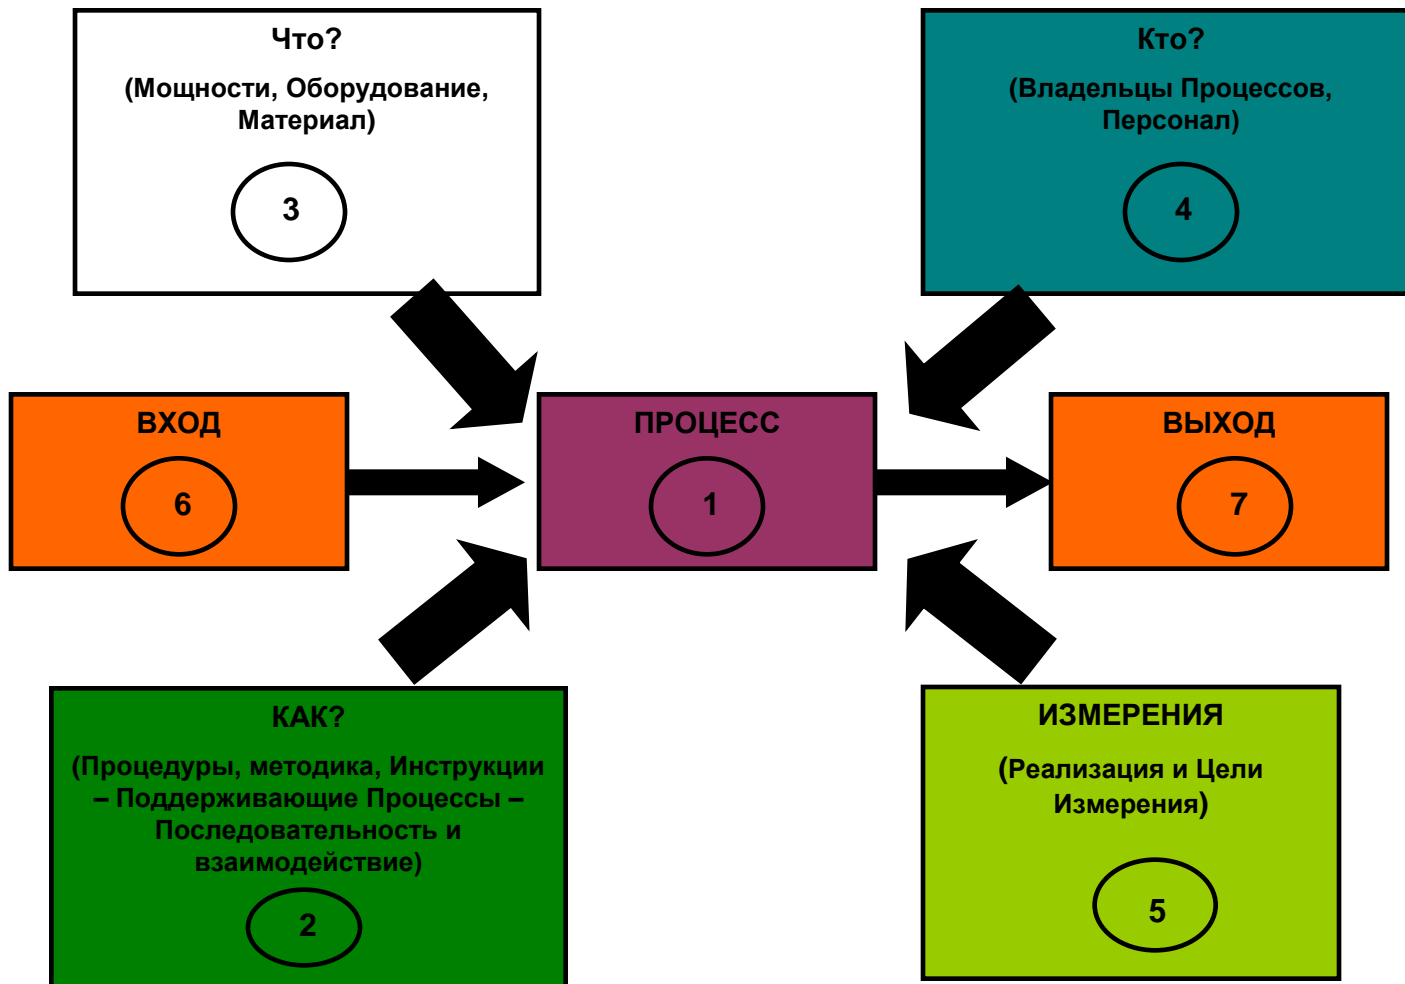 Что?
(Мощности, Оборудование,
Материал)
3
Кто?
(Владельцы Процессов,
Персонал)
4
ВХОД
6
ПРОЦЕСС
1
ВЫХОД
7
КАК?
(Процедуры, методика, Инструкции
– Поддерживающие Процессы –
Последовательность и
взаимодействие)
2
ИЗМЕРЕНИЯ
(Реализация и Цели
Измерения)
5